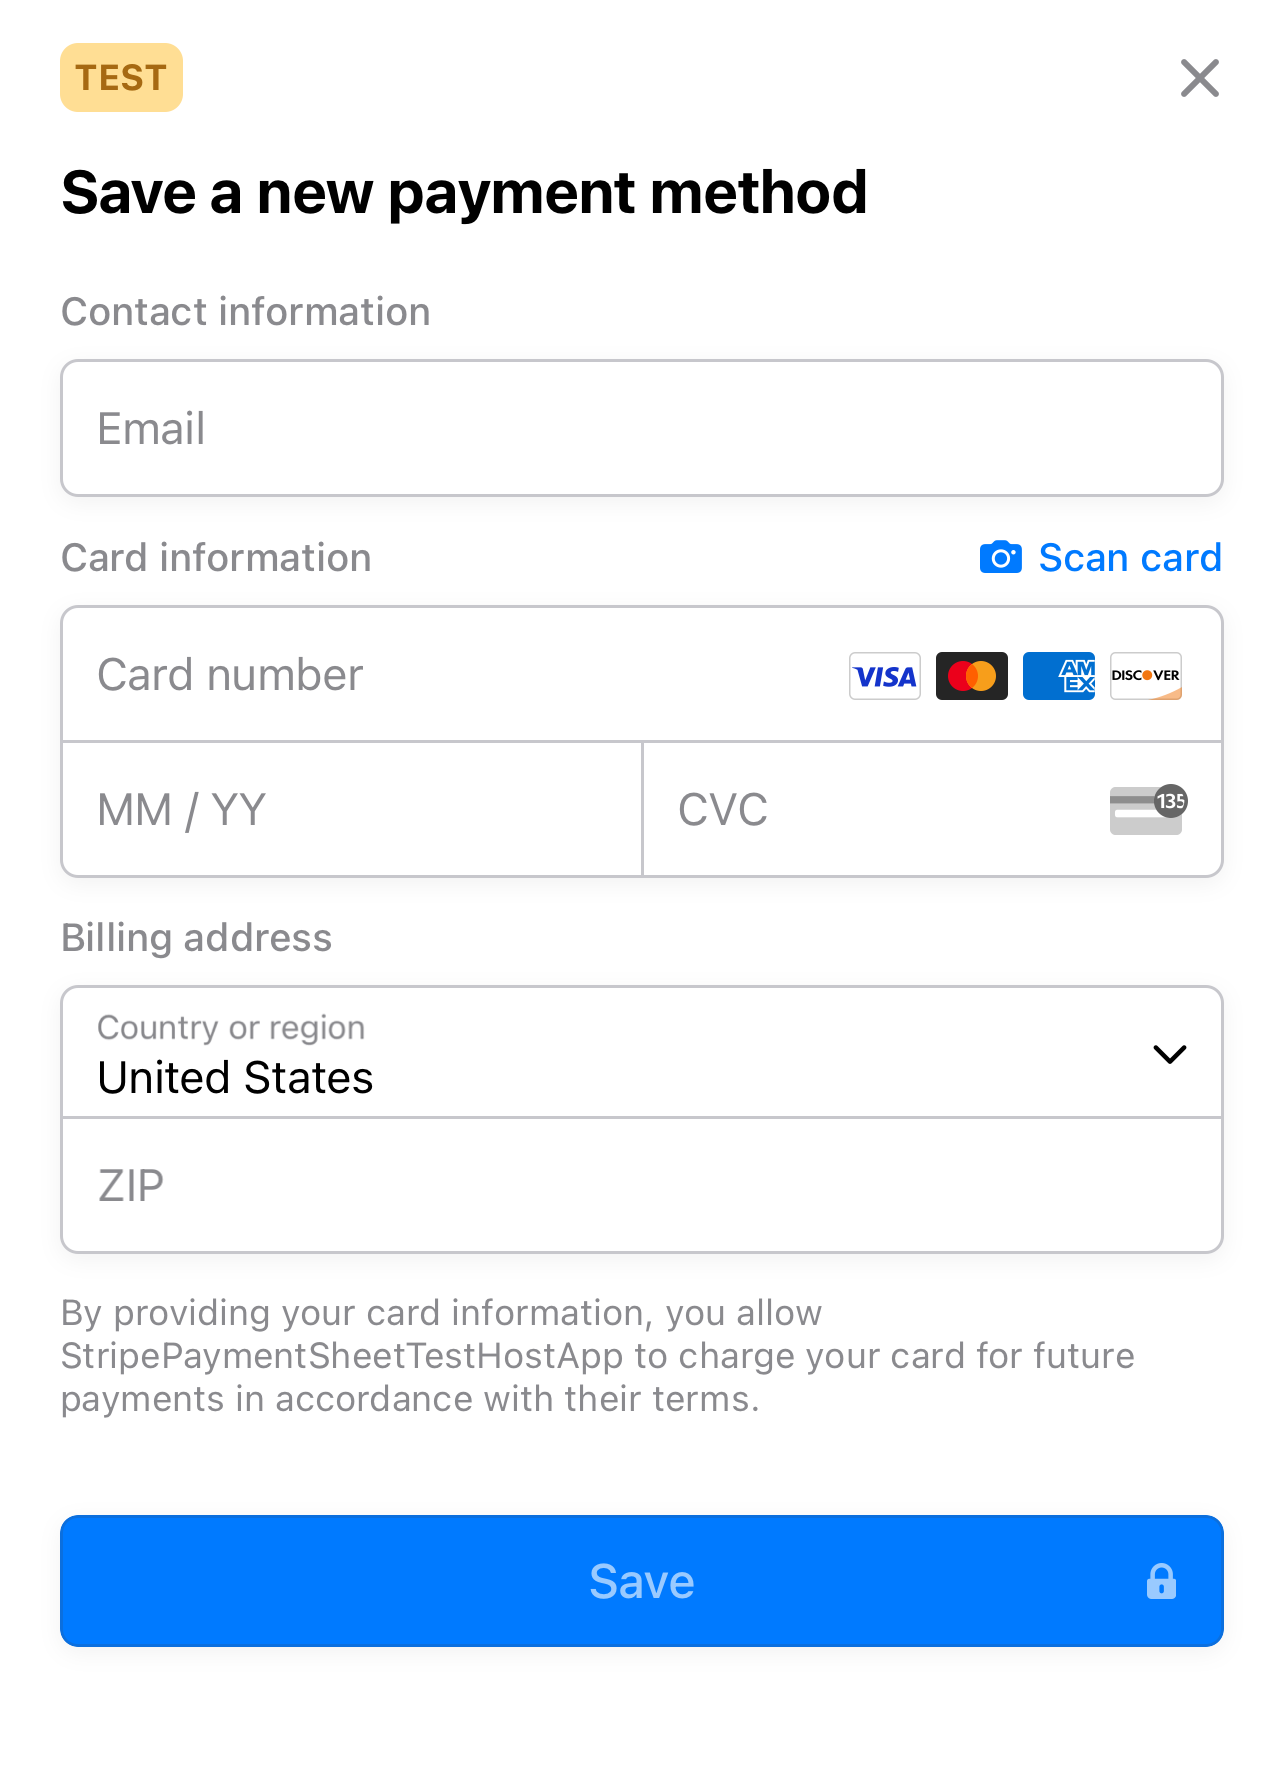 TEST
Save a new payment method
Contact information
Email
Card information
Scan card
Card number
VISA
AM
EX
DISCOVER
MM / YY
CVC
135
Billing address
Country or region
United States
ZIP
By providing your card information, you allow
StripePaymentSheetTestHostApp to charge your card for future
payments in accordance with their terms.
Save